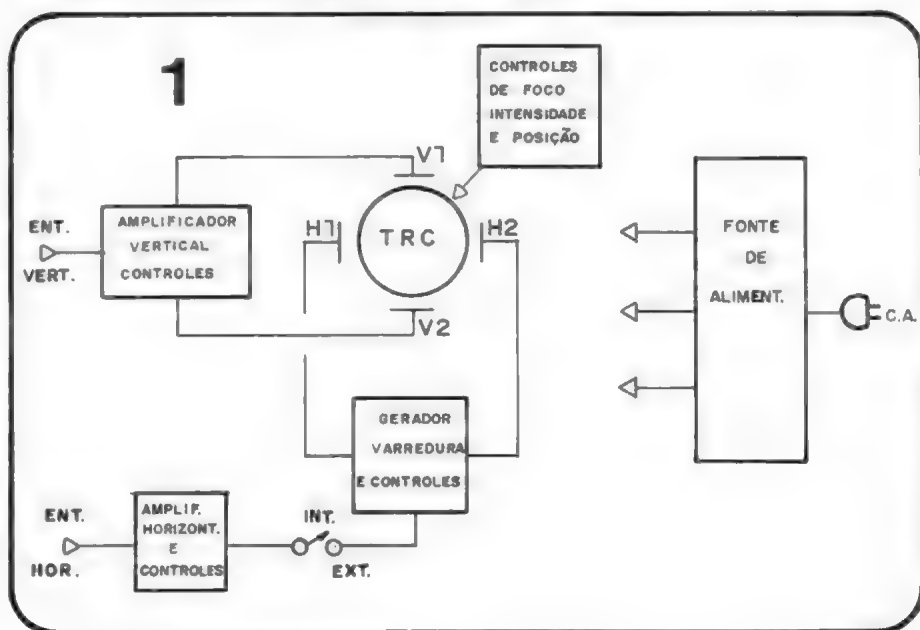 1
CONTROLES
DE FOCO
INTENSIDADE
E POSIÇÃO
V1
AMPLIFICADOR
VERTICAL
CONTROLES
ENT.
VERT.
H1
TRC
H2
V2
FONTE
DE
ALIMENT.
C.A.
GERADOR
VARREDURA
E CONTROLES
AMPLIF.
HORIZONT.
E
CONTROLES
ENT.
HOR.
INT.
EXT.